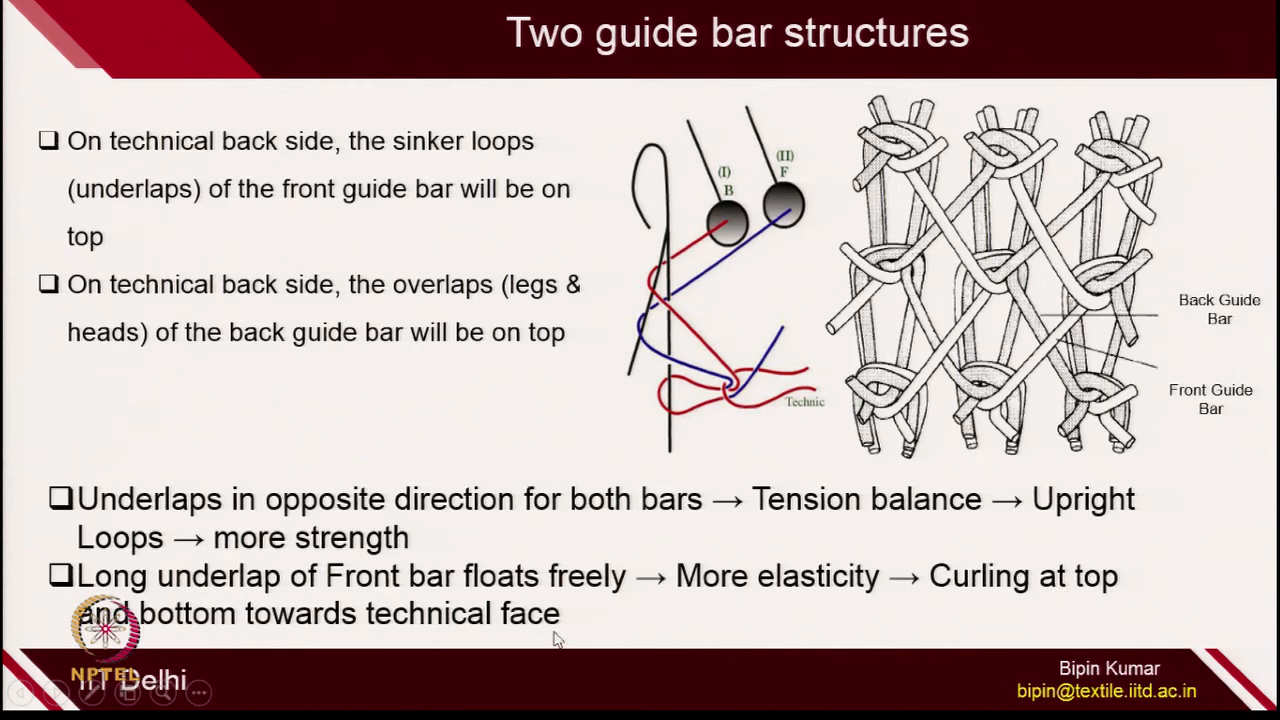 Two guide bar structures
❑ On technical back side, the sinker loops
(underlaps) of the front guide bar will be on
top
❑ On technical back side, the overlaps (legs &
heads) of the back guide bar will be on top
(I)
B
(II)
F
Technic
Back Guide
Bar
Front Guide
Bar
❑Underlaps in opposite direction for both bars → Tension balance → Upright
Loops → more strength
❑Long underlap of Front bar floats freely → More elasticity → Curling at top
and bottom towards technical face
NPTEL
IIT Delhi
Bipin Kumar
bipin@textile.iitd.ac.in